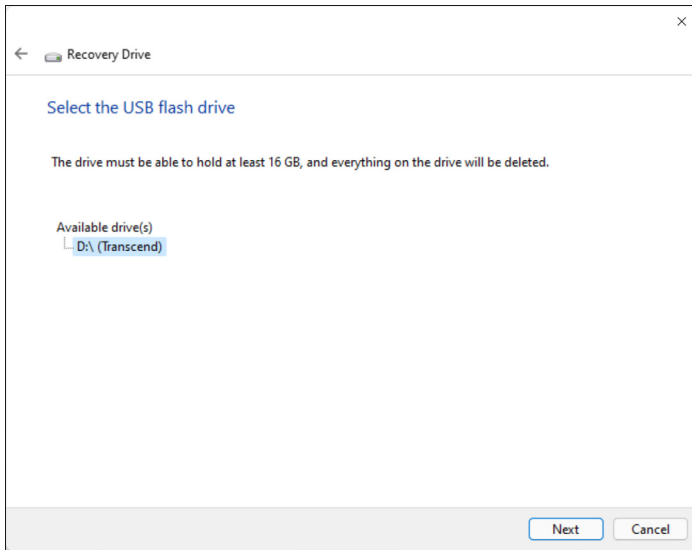 Recovery Drive
Select the USB flash drive
The drive must be able to hold at least 16 GB, and everything on the drive will be deleted.
Available drive(s)
D:\ (Transcend)
Next
Cancel